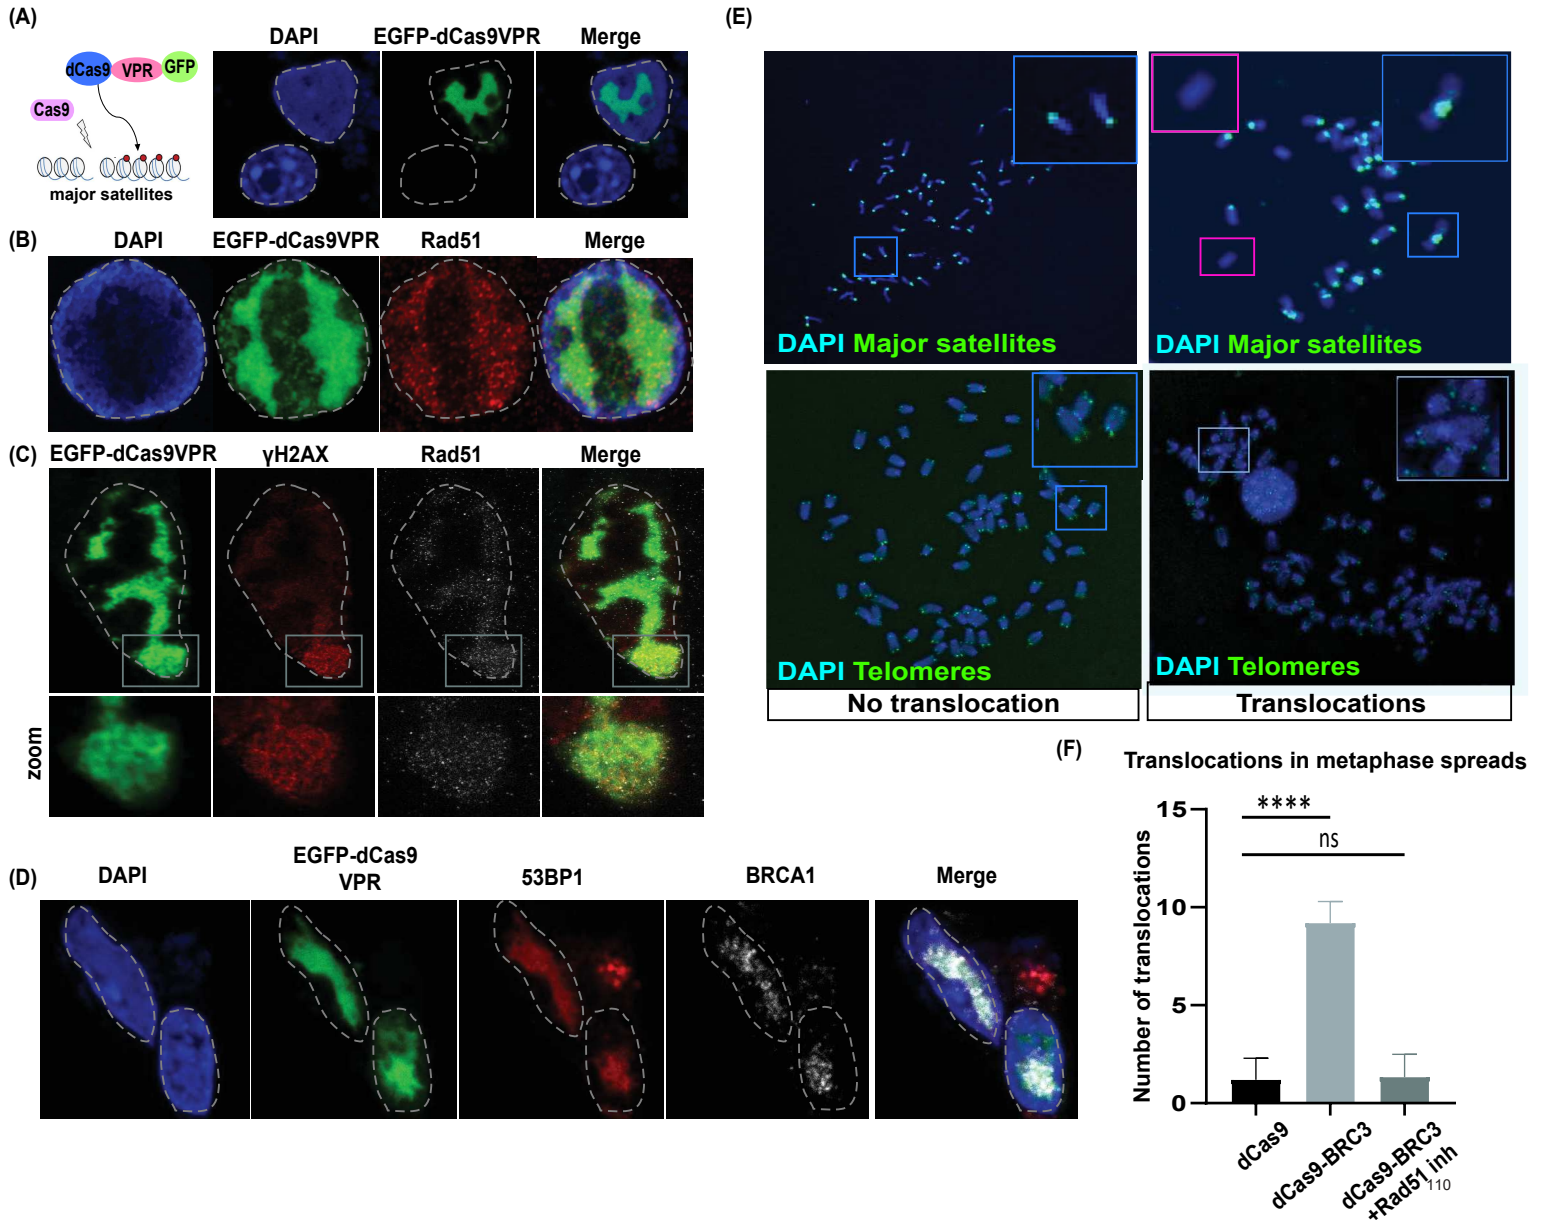 (A)
dCas9 VPR GFP
Cas9
major satellites
DAPI EGFP-dCas9VPR Merge
(B)
DAPI EGFP-dCas9VPR Rad51 Merge
(C)
EGFP-dCas9VPR γH2AX Rad51 Merge
zoom
(D)
DAPI EGFP-dCas9 53BP1 BRCA1 Merge
VPR
(E)
DAPI Major satellites DAPI Major satellites
DAPI Telomeres DAPI Telomeres
No translocation Translocations
(F)
Translocations in metaphase spreads
Number of translocations
15
10
5
0
****
ns
dCas9
dCas9-BRC3
dCas9-BRC3
+Rad51 inh
110